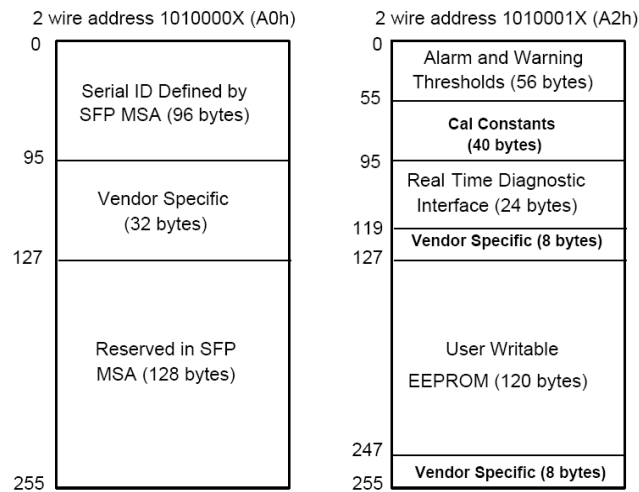 2 wire address 1010000X (A0h)
0
Serial ID Defined by
SFP MSA (96 bytes)
95
Vendor Specific
(32 bytes)
127
Reserved in SFP
MSA (128 bytes)
255
2 wire address 1010001X (A2h)
0
Alarm and Warning
Thresholds (56 bytes)
55
Cal Constants
(40 bytes)
95
Real Time Diagnostic
Interface (24 bytes)
119
Vendor Specific (8 bytes)
127
User Writable
EEPROM (120 bytes)
247
Vendor Specific (8 bytes)
255